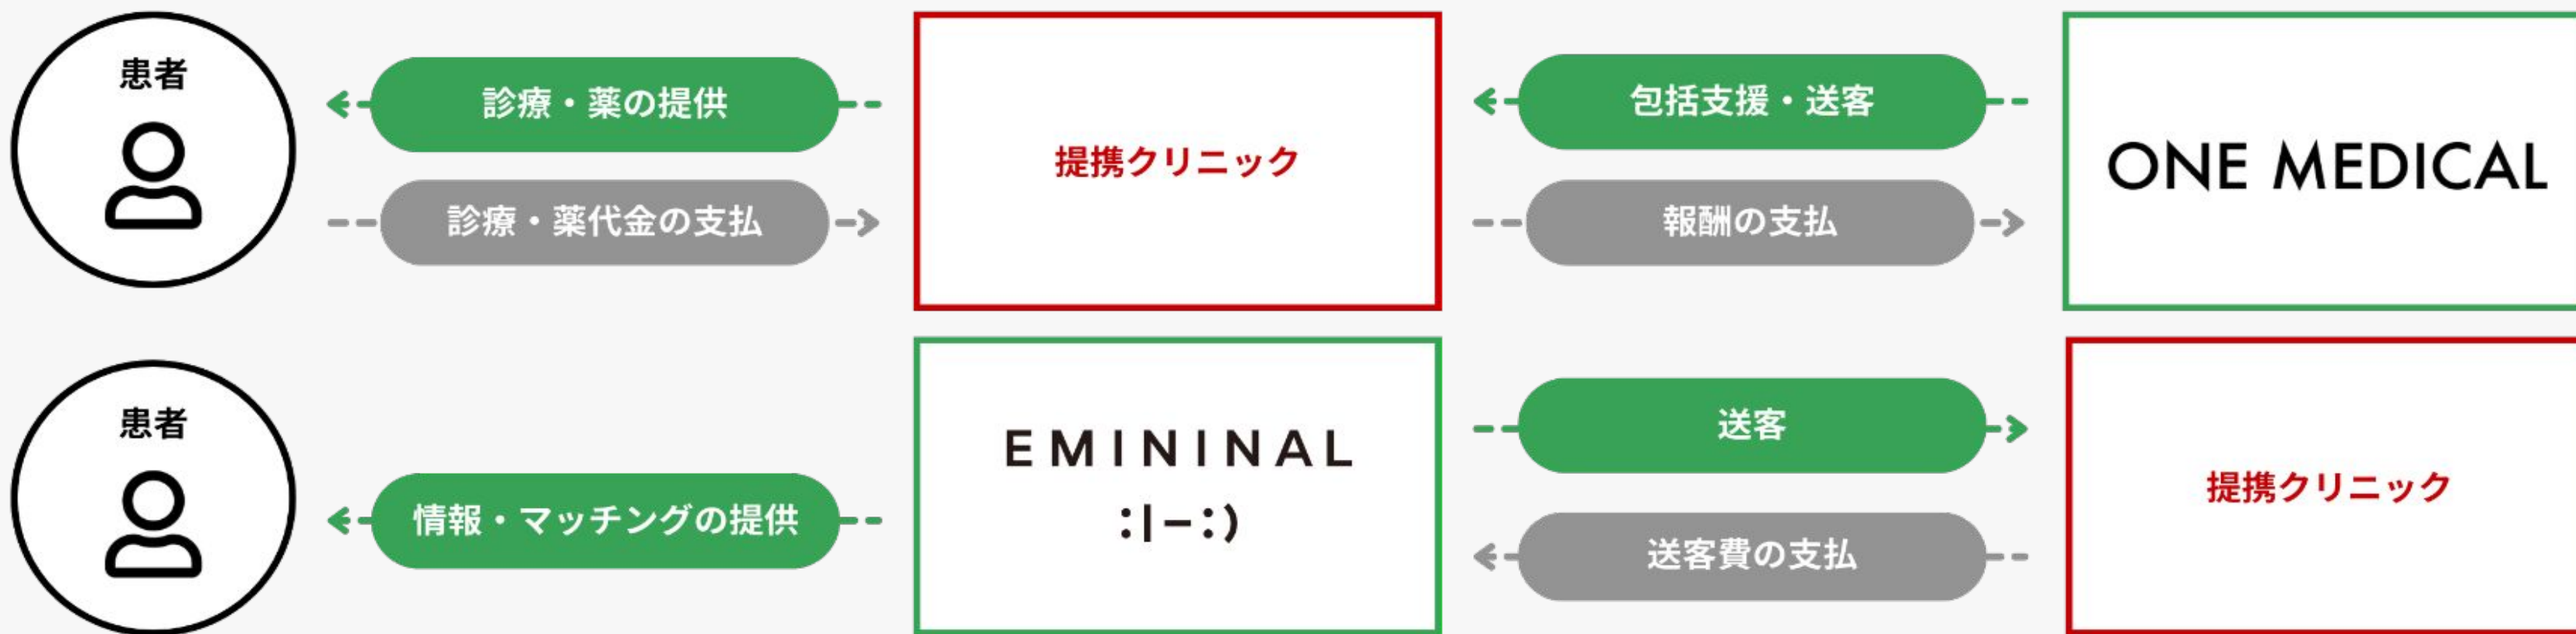 患者
診療・薬の提供
診療・薬代金の支払
提携クリニック
包括支援・送客
報酬の支払
ONE MEDICAL
患者
情報・マッチングの提供
EMININAL
:|−:)
送客
送客費の支払
提携クリニック